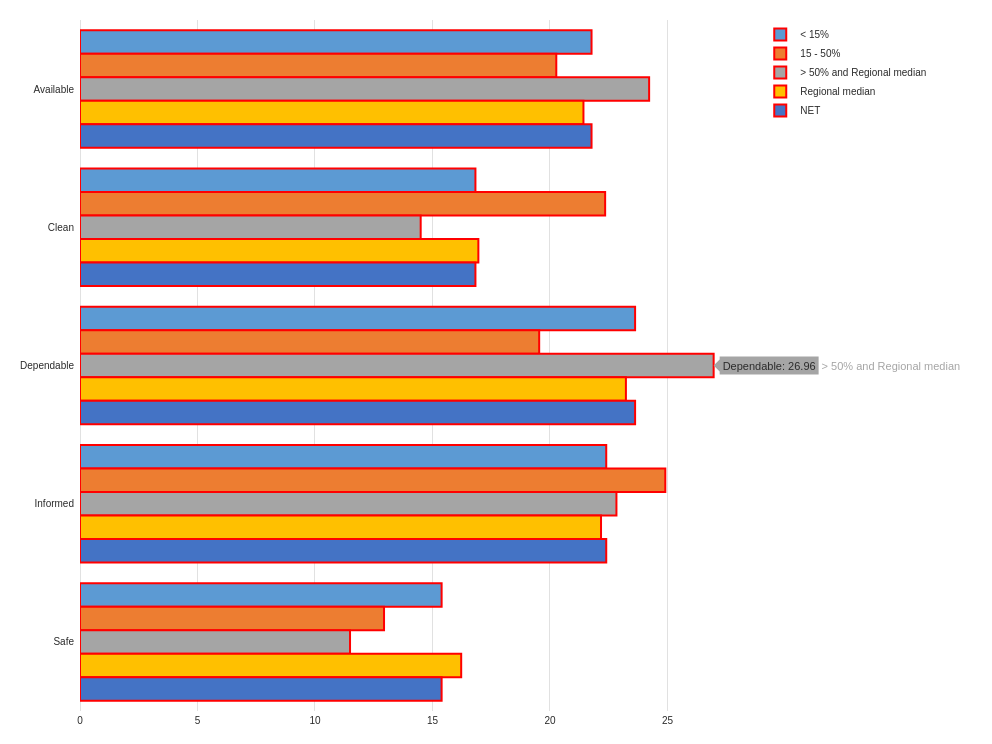 < 15%
15 - 50%
> 50% and Regional median
Regional median
NET
Available
Clean
Dependable
Dependable: 26.96 > 50% and Regional median
Informed
Safe
0 5 10 15 20 25